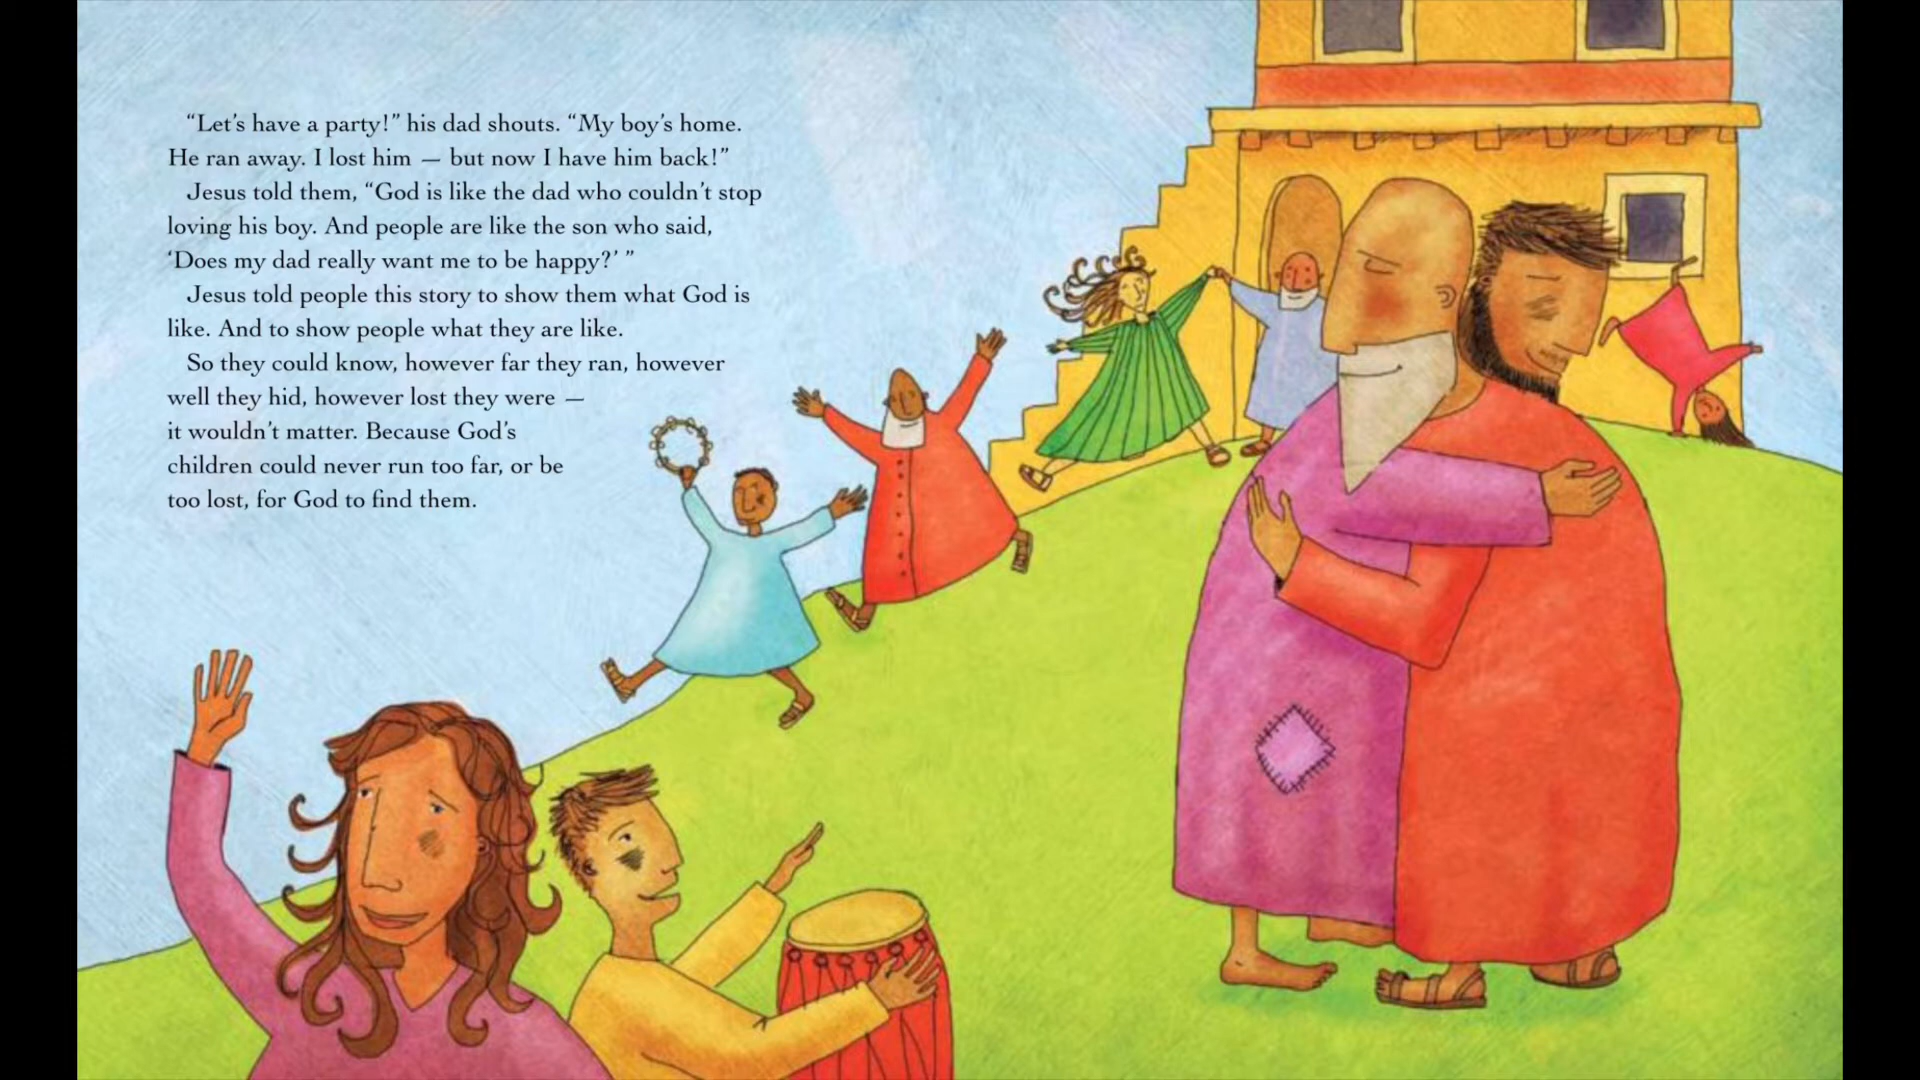 “Let’s have a party!” his dad shouts. “My boy’s home.
He ran away. I lost him — but now I have him back!”
Jesus told them, “God is like the dad who couldn’t stop
loving his boy. And people are like the son who said,
‘Does my dad really want me to be happy?’ ”
Jesus told people this story to show them what God is
like. And to show people what they are like.
So they could know, however far they ran, however
well they hid, however lost they were —
it wouldn’t matter. Because God’s
children could never run too far, or be
too lost, for God to find them.